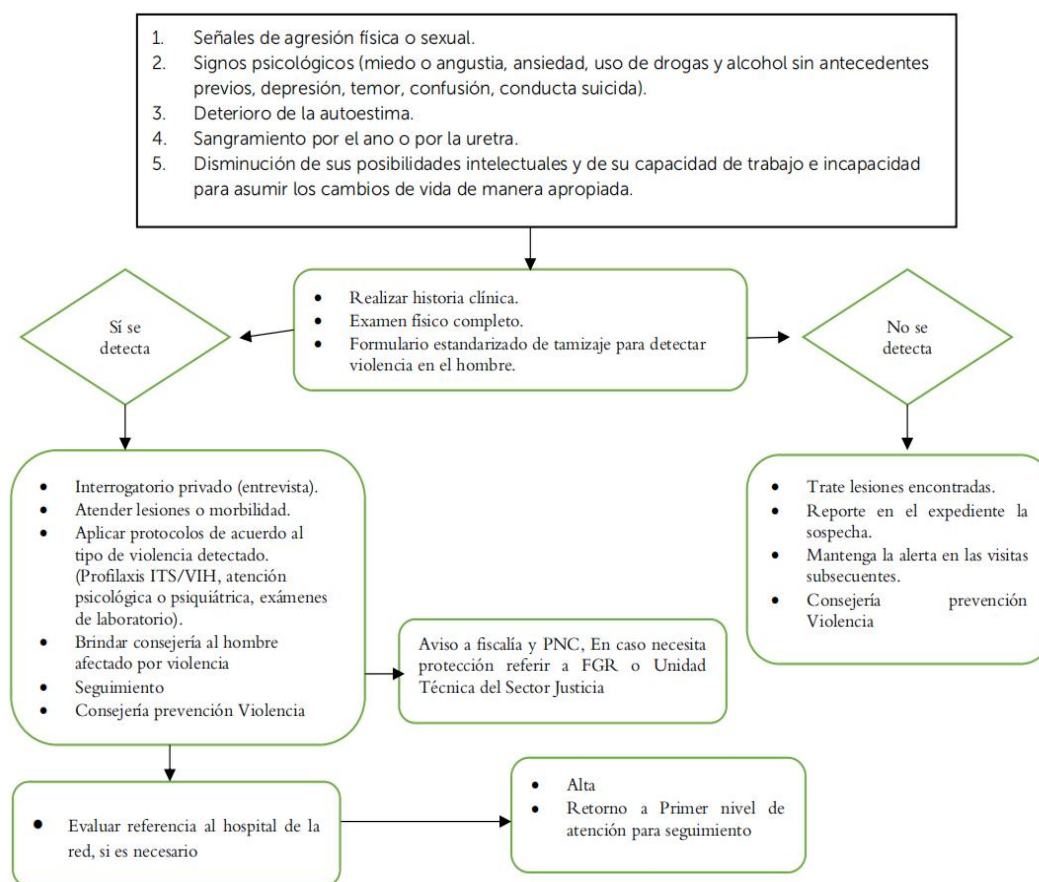 1. Señales de agresión física o sexual.
2. Signos psicológicos (miedo o angustia, ansiedad, uso de drogas y alcohol sin antecedentes
previos, depresión, temor, confusión, conducta suicida).
3. Deterioro de la autoestima.
4. Sangramiento por el ano o por la uretra.
5. Disminución de sus posibilidades intelectuales y de su capacidad de trabajo e incapacidad
para asumir los cambios de vida de manera apropiada.
Sí se
detecta
• Realizar historia clínica.
• Examen físico completo.
• Formulario estandarizado de tamizaje para detectar
violencia en el hombre.
No se
detecta
• Interrogatorio privado (entrevista).
• Atender lesiones o morbilidad.
• Aplicar protocolos de acuerdo al
tipo de violencia detectado.
(Profilaxis ITS/VIH, atención
psicológica o psiquiátrica, exámenes
de laboratorio).
• Brindar consejería al hombre
afectado por violencia
• Seguimiento
• Consejería prevención Violencia
• Trate lesiones encontradas.
• Reporte en el expediente la
sospecha.
• Mantenga la alerta en las visitas
subsecuentes.
• Consejería prevención
Violencia
Aviso a fiscalía y PNC, En caso necesita
protección referir a FGR o Unidad
Técnica del Sector Justicia
• Evaluar referencia al hospital de la
red, si es necesario
• Alta
• Retorno a Primer nivel de
atención para seguimiento